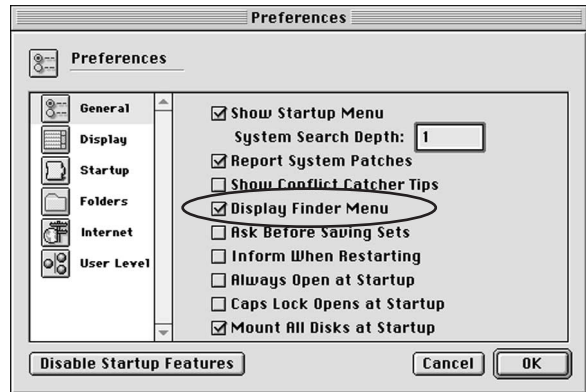 Preferences
Preferences
General
Display
Startup
Folders
Internet
User Level
Show Startup Menu
System Search Depth: 1
Report System Patches
Show Conflict Catcher Tips
Display Finder Menu
Ask Before Saving Sets
Inform When Restarting
Always Open at Startup
Caps Lock Opens at Startup
Mount All Disks at Startup
Disable Startup Features
Cancel
OK